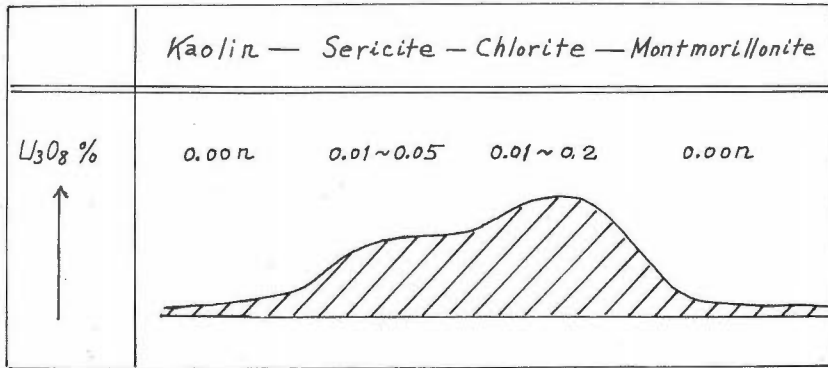 Kaolin — Sericite — Chlorite — Montmorillonite
U3O8 % 0.00n 0.01~0.05 0.01~0.2 0.00n